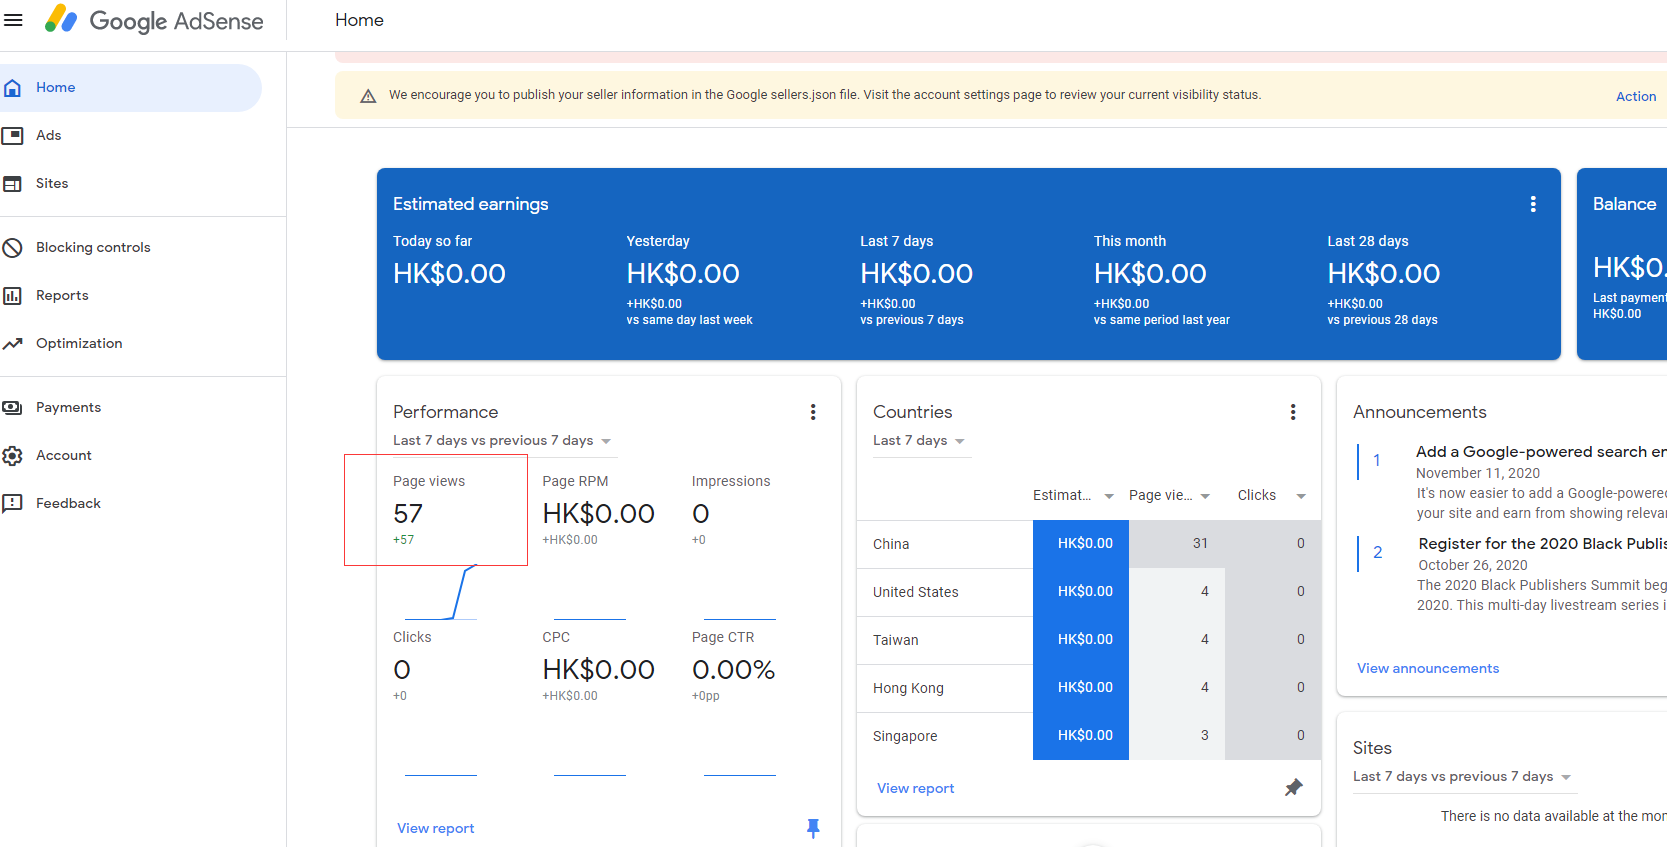 Google AdSense
Home
Home
Ads
Sites
Blocking controls
Reports
Optimization
Payments
Account
Feedback
We encourage you to publish your seller information in the Google sellers.json file. Visit the account settings page to review your current visibility status.
Action
Estimated earnings
Today so far
HK$0.00
Yesterday
HK$0.00
+HK$0.00
vs same day last week
Last 7 days
HK$0.00
+HK$0.00
vs previous 7 days
This month
HK$0.00
+HK$0.00
vs same period last year
Last 28 days
HK$0.00
+HK$0.00
vs previous 28 days
Balance
HK$0.
Last payment
HK$0.00
Performance
Last 7 days vs previous 7 days
Page views
57
+57
Page RPM
HK$0.00
+HK$0.00
Impressions
0
+0
Clicks
0
+0
CPC
HK$0.00
+HK$0.00
Page CTR
0.00%
+0pp
View report
Countries
Last 7 days
Estimat... Page vie... Clicks
China HK$0.00 31 0
United States HK$0.00 4 0
Taiwan HK$0.00 4 0
Hong Kong HK$0.00 4 0
Singapore HK$0.00 3 0
View report
Announcements
1
Add a Google-powered search en
November 11, 2020
It's now easier to add a Google-powered
your site and earn from showing relevan
2
Register for the 2020 Black Publis
October 26, 2020
The 2020 Black Publishers Summit beg
2020. This multi-day livestream series i
View announcements
Sites
Last 7 days vs previous 7 days
There is no data available at the mom